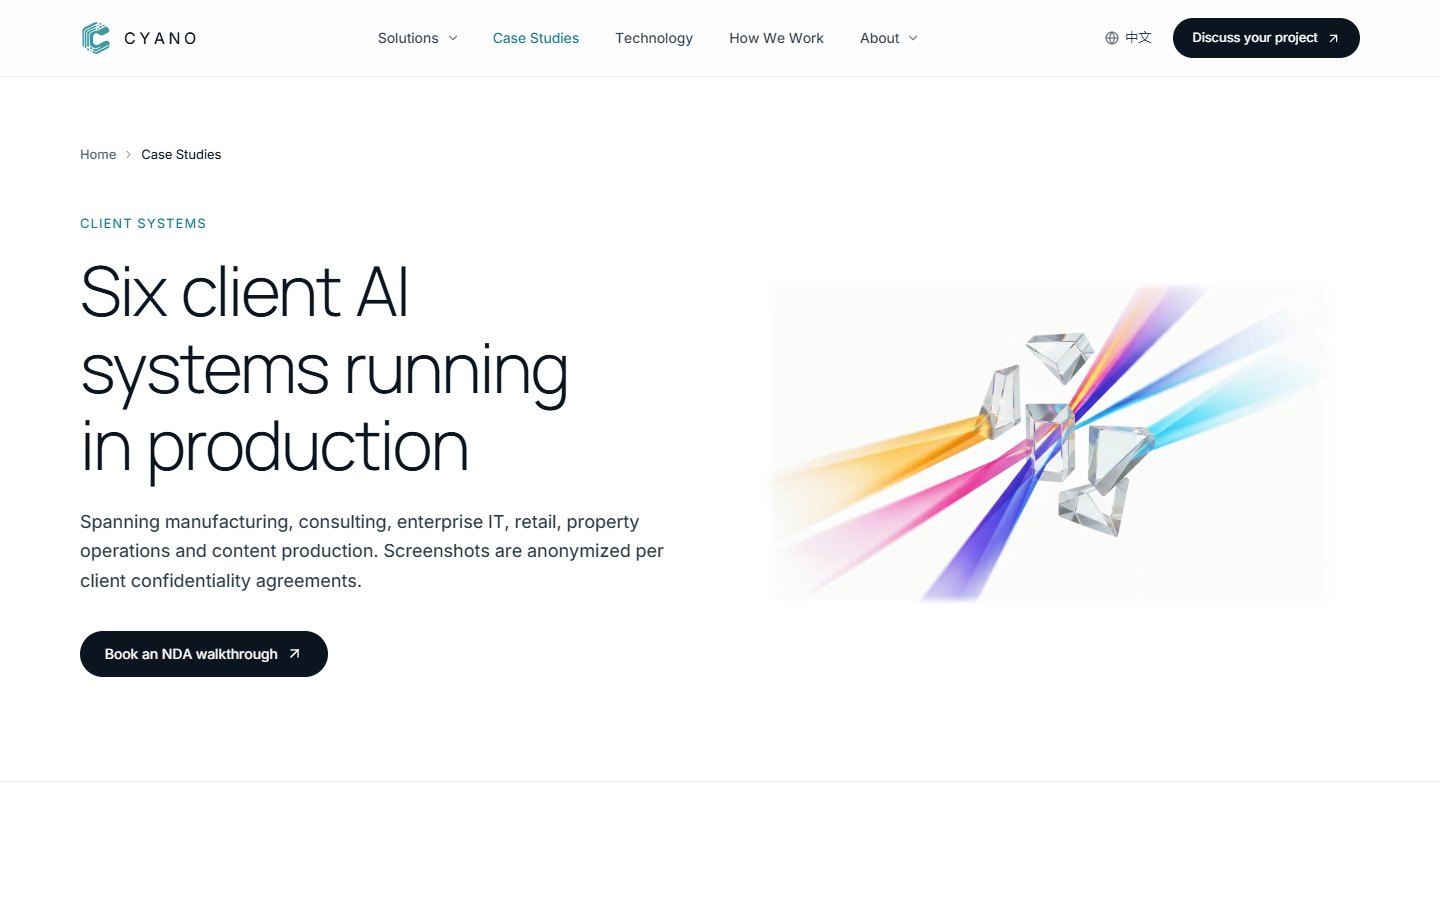 CYANO
Solutions
Case Studies
Technology
How We Work
About
中文
Discuss your project
Home
Case Studies
CLIENT SYSTEMS
Six client AI
systems running
in production
Spanning manufacturing, consulting, enterprise IT, retail, property
operations and content production. Screenshots are anonymized per
client confidentiality agreements.
Book an NDA walkthrough